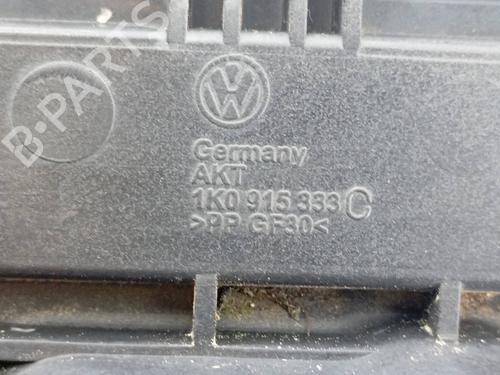 B-PARTS
Germany
AKT
1K0 915 333 C
>PP GF30<